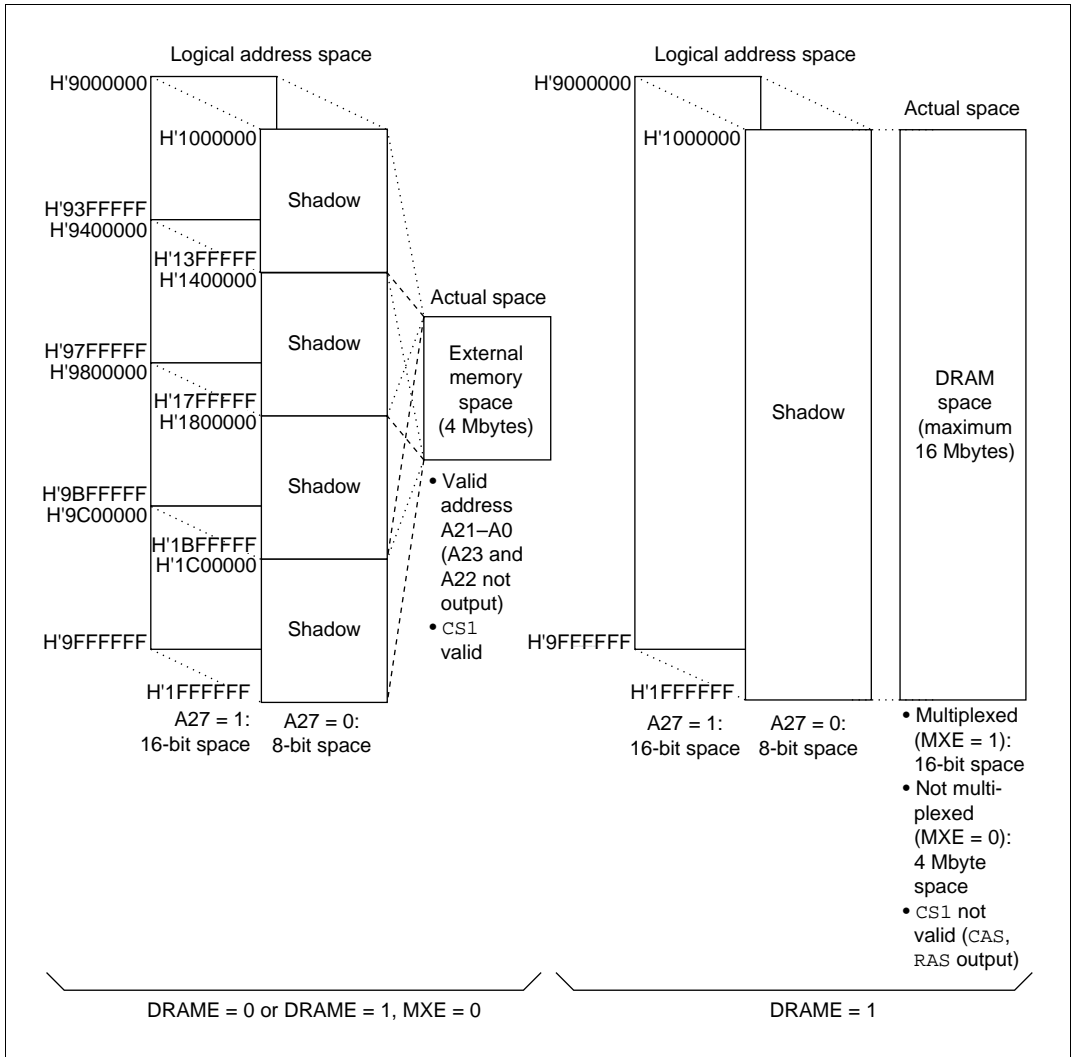 Logical address space
H'9000000
H'1000000
Shadow
H'93FFFFF
H'9400000
H'13FFFFF
H'1400000
Shadow
H'97FFFFF
H'9800000
H'17FFFFF
H'1800000
Shadow
H'9BFFFFF
H'9C00000
H'1BFFFFF
H'1C00000
Shadow
H'9FFFFFF
H'1FFFFFF
A27 = 1:
16-bit space
A27 = 0:
8-bit space
Actual space
External
memory
space
(4 Mbytes)
• Valid
address
A21–A0
(A23 and
A22 not
output)
• CS1
valid
DRAME = 0 or DRAME = 1, MXE = 0
Logical address space
H'9000000
H'1000000
Shadow
H'9FFFFFF
H'1FFFFFF
A27 = 1:
16-bit space
A27 = 0:
8-bit space
Actual space
DRAM
space
(maximum
16 Mbytes)
• Multiplexed
(MXE = 1):
16-bit space
• Not multi-
plexed
(MXE = 0):
4 Mbyte
space
• CS1 not
valid (CAS,
RAS output)
DRAME = 1